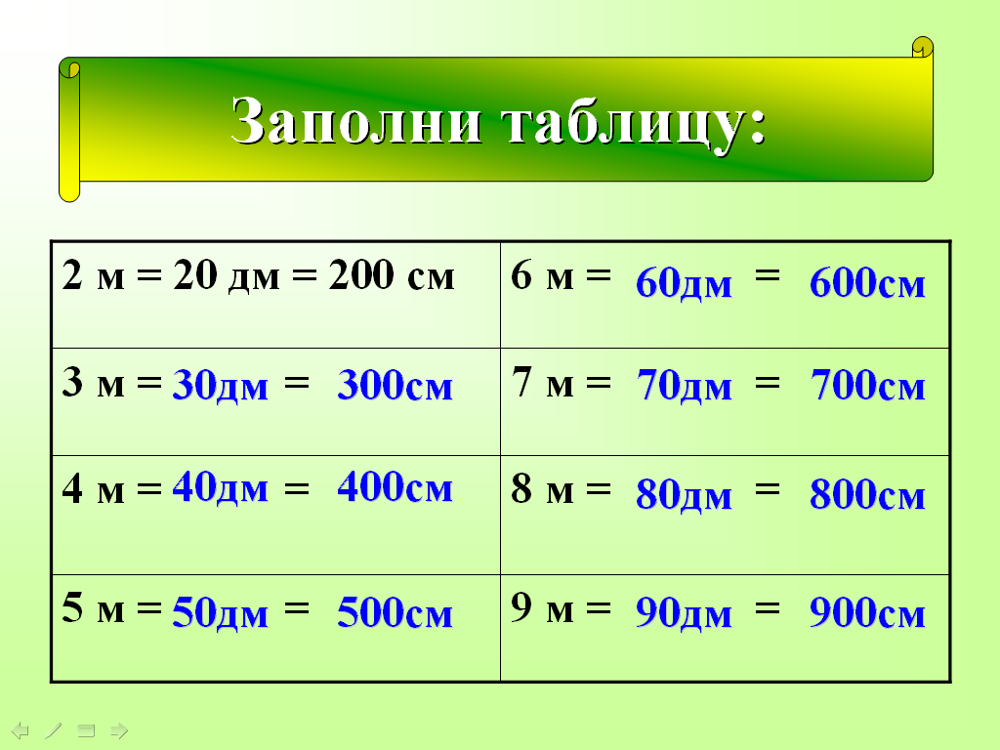 Заполни таблицу:
2 м = 20 дм = 200 см
6 м = 60дм = 600см
3 м = 30дм = 300см
7 м = 70дм = 700см
4 м = 40дм = 400см
8 м = 80дм = 800см
5 м = 50дм = 500см
9 м = 90дм = 900см